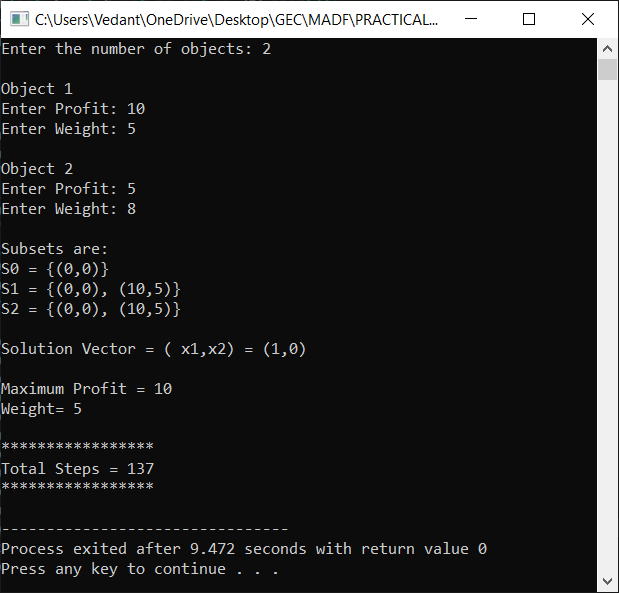 C:\Users\Vedant\OneDrive\Desktop\GEC\MADF\PRACTICAL...
Enter the number of objects: 2
Object 1
Enter Profit: 10
Enter Weight: 5
Object 2
Enter Profit: 5
Enter Weight: 8
Subsets are:
S0 = {(0,0)}
S1 = {(0,0), (10,5)}
S2 = {(0,0), (10,5)}
Solution Vector = ( x1,x2) = (1,0)
Maximum Profit = 10
Weight= 5
*****************
Total Steps = 137
*****************
--------------------------------
Process exited after 9.472 seconds with return value 0
Press any key to continue . . .